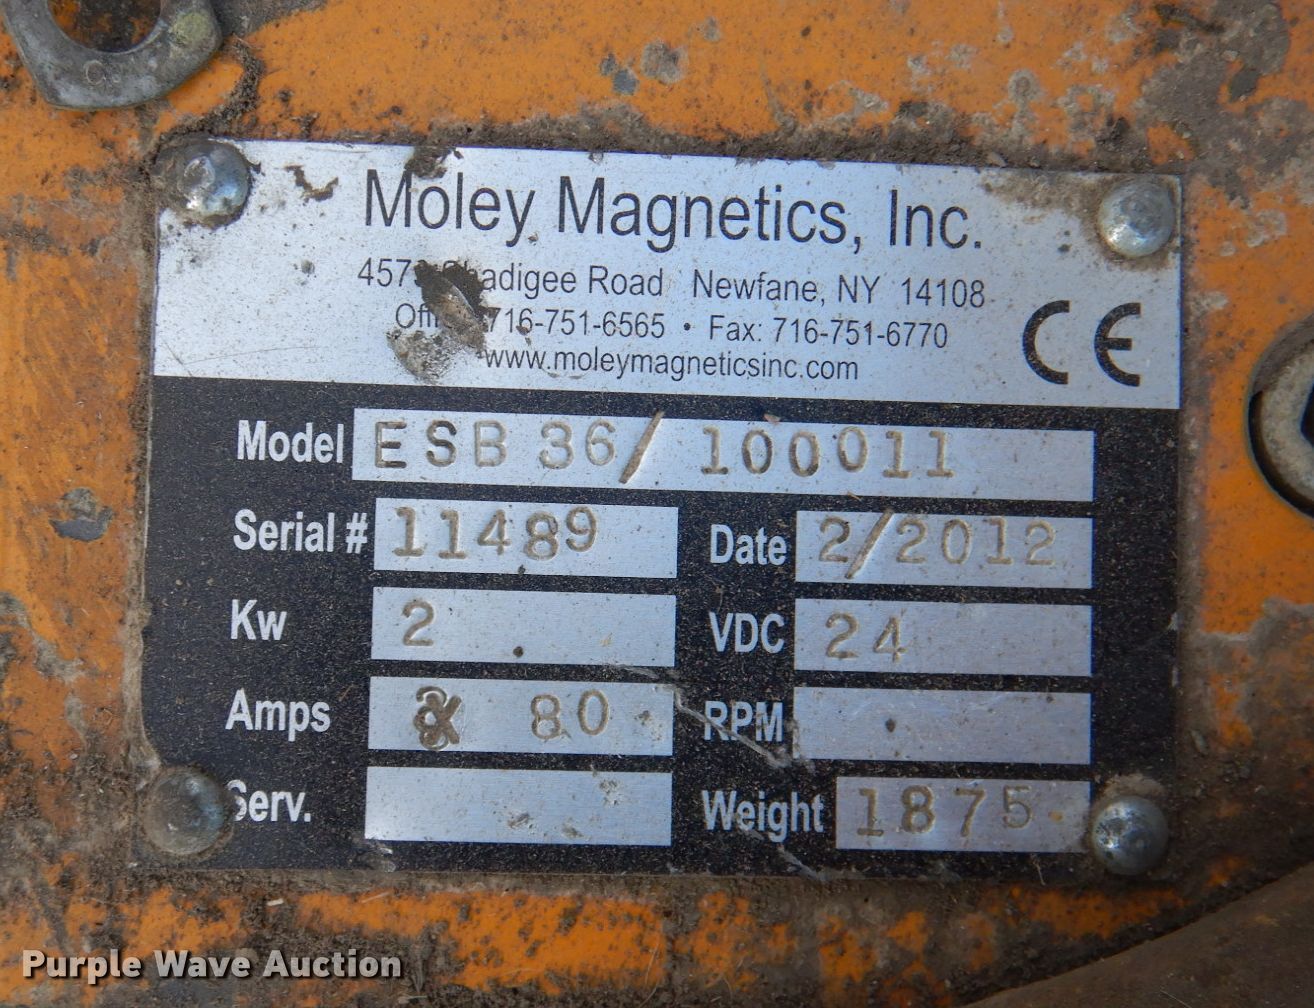 Moley Magnetics, Inc.
Road Newfane, NY 14108
716-751-6565 • Fax: 716-751-6770
www.moleymagneticsinc.com
CE
Model ESB 36/100011
Serial # 11489 Date 2/2012
Kw 2 VDC 24
Amps 80 RPM
Serv. Weight 1875
Purple Wave Auction